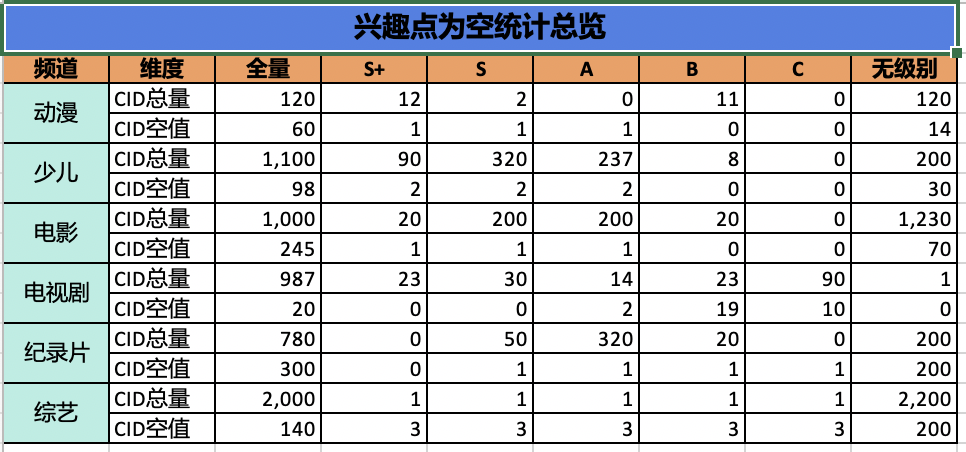 兴趣点为空统计总览
频道 维度 全量 S+ S A B C 无级别
动漫 CID总量 120 12 2 0 11 0 120
CID空值 60 1 1 1 0 0 14
少儿 CID总量 1,100 90 320 237 8 0 200
CID空值 98 2 2 2 0 0 30
电影 CID总量 1,000 20 200 200 20 0 1,230
CID空值 245 1 1 1 0 0 70
电视剧 CID总量 987 23 30 14 23 90 1
CID空值 20 0 0 2 19 10 0
纪录片 CID总量 780 0 50 320 20 0 200
CID空值 300 0 1 1 1 1 200
综艺 CID总量 2,000 1 1 1 1 1 2,200
CID空值 140 3 3 3 3 3 200